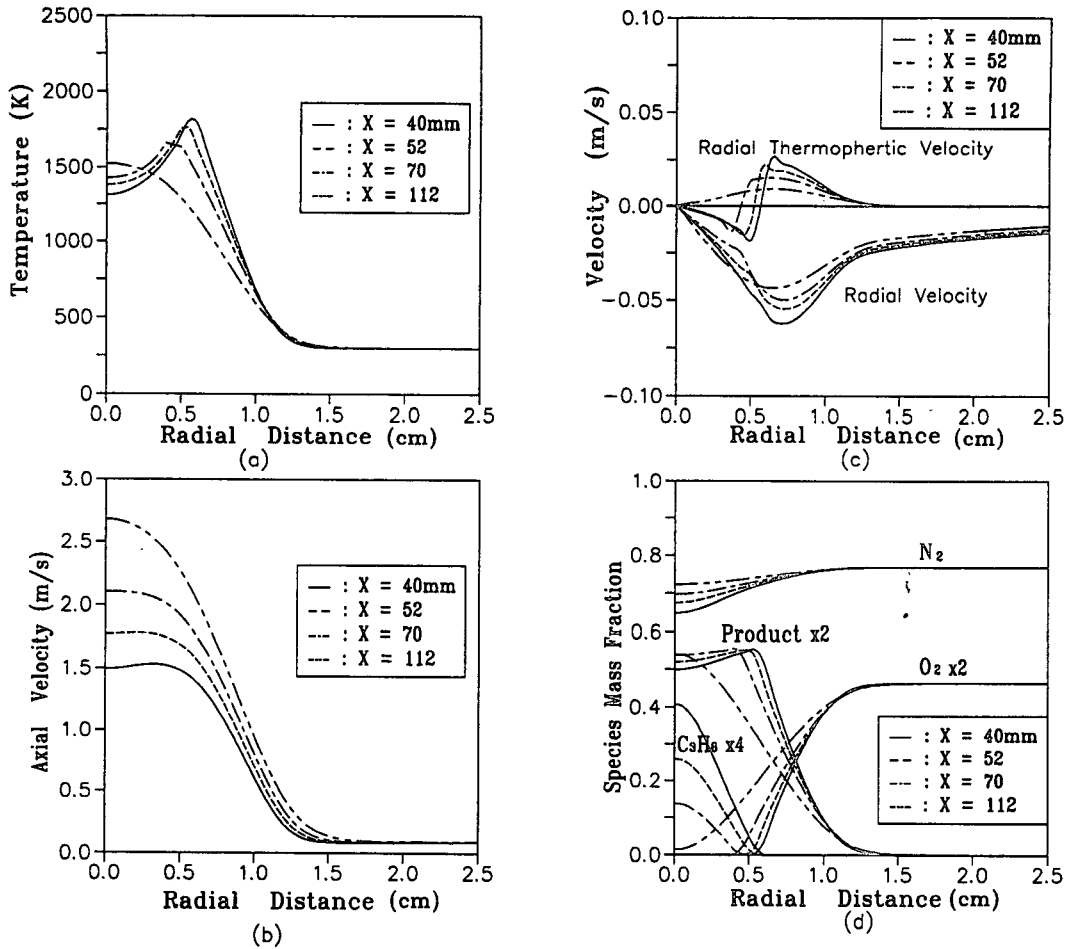 2500
2000
1500
1000
500
0
Temperature (K)
— : X = 40mm
--- : X = 52
-·- : X = 70
-··- : X = 112
0.0 0.5 1.0 1.5 2.0 2.5
Radial Distance (cm)
(a)
0.10
0.05
0.00
−0.05
−0.10
Velocity (m/s)
— : X = 40mm
--- : X = 52
-·- : X = 70
-··- : X = 112
Radial Thermophertic Velocity
Radial Velocity
0.0 0.5 1.0 1.5 2.0 2.5
Radial Distance (cm)
(c)
3.0
2.5
2.0
1.5
1.0
0.5
0.0
Axial Velocity (m/s)
— : X = 40mm
--- : X = 52
-·- : X = 70
-··- : X = 112
0.0 0.5 1.0 1.5 2.0 2.5
Radial Distance (cm)
(b)
1.0
0.8
0.6
0.4
0.2
0.0
Species Mass Fraction
N₂
Product x2
O₂ x2
C₃H₈ x4
— : X = 40mm
--- : X = 52
-·- : X = 70
-··- : X = 112
0.0 0.5 1.0 1.5 2.0 2.5
Radial Distance (cm)
(d)